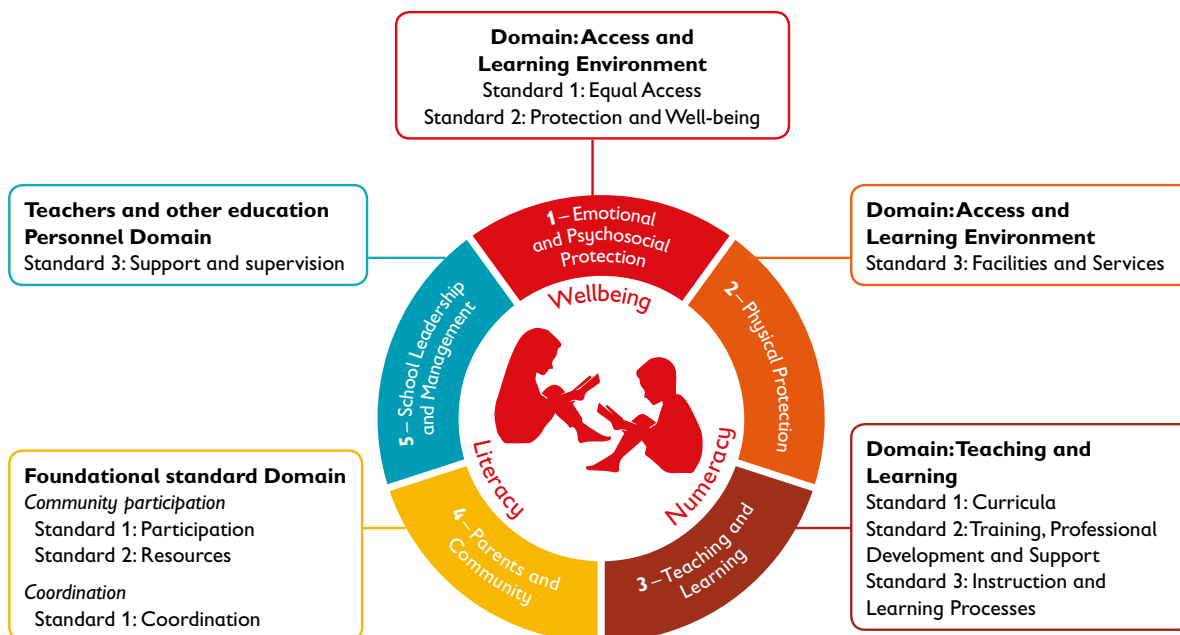 Domain: Access and
Learning Environment
Standard 1: Equal Access
Standard 2: Protection and Well-being
Teachers and other education
Personnel Domain
Standard 3: Support and supervision
Domain: Access and
Learning Environment
Standard 3: Facilities and Services
1 – Emotional
and Psychosocial
Protection
2 – Physical Protection
3 – Teaching and
Learning
4 – Parents and
Community
5 – School Leadership
and Management
Wellbeing
Numeracy
Literacy
Foundational standard Domain
Community participation
Standard 1: Participation
Standard 2: Resources
Coordination
Standard 1: Coordination
Domain: Teaching and
Learning
Standard 1: Curricula
Standard 2: Training, Professional
Development and Support
Standard 3: Instruction and
Learning Processes